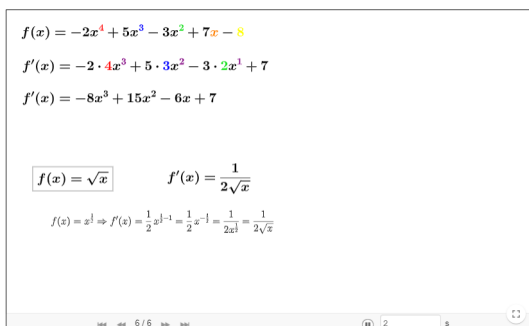 f(x) = −2x⁴ + 5x³ − 3x² + 7x − 8
f′(x) = −2 · 4x³ + 5 · 3x² − 3 · 2x¹ + 7
f′(x) = −8x³ + 15x² − 6x + 7
f(x) = √x f′(x) = 1/(2√x)
f(x) = x^(1/2) ⇒ f′(x) = 1/2 x^(1/2 −1) = 1/2 x^(−1/2) = 1/(2x^(1/2)) = 1/(2√x)
6 / 6 2 s